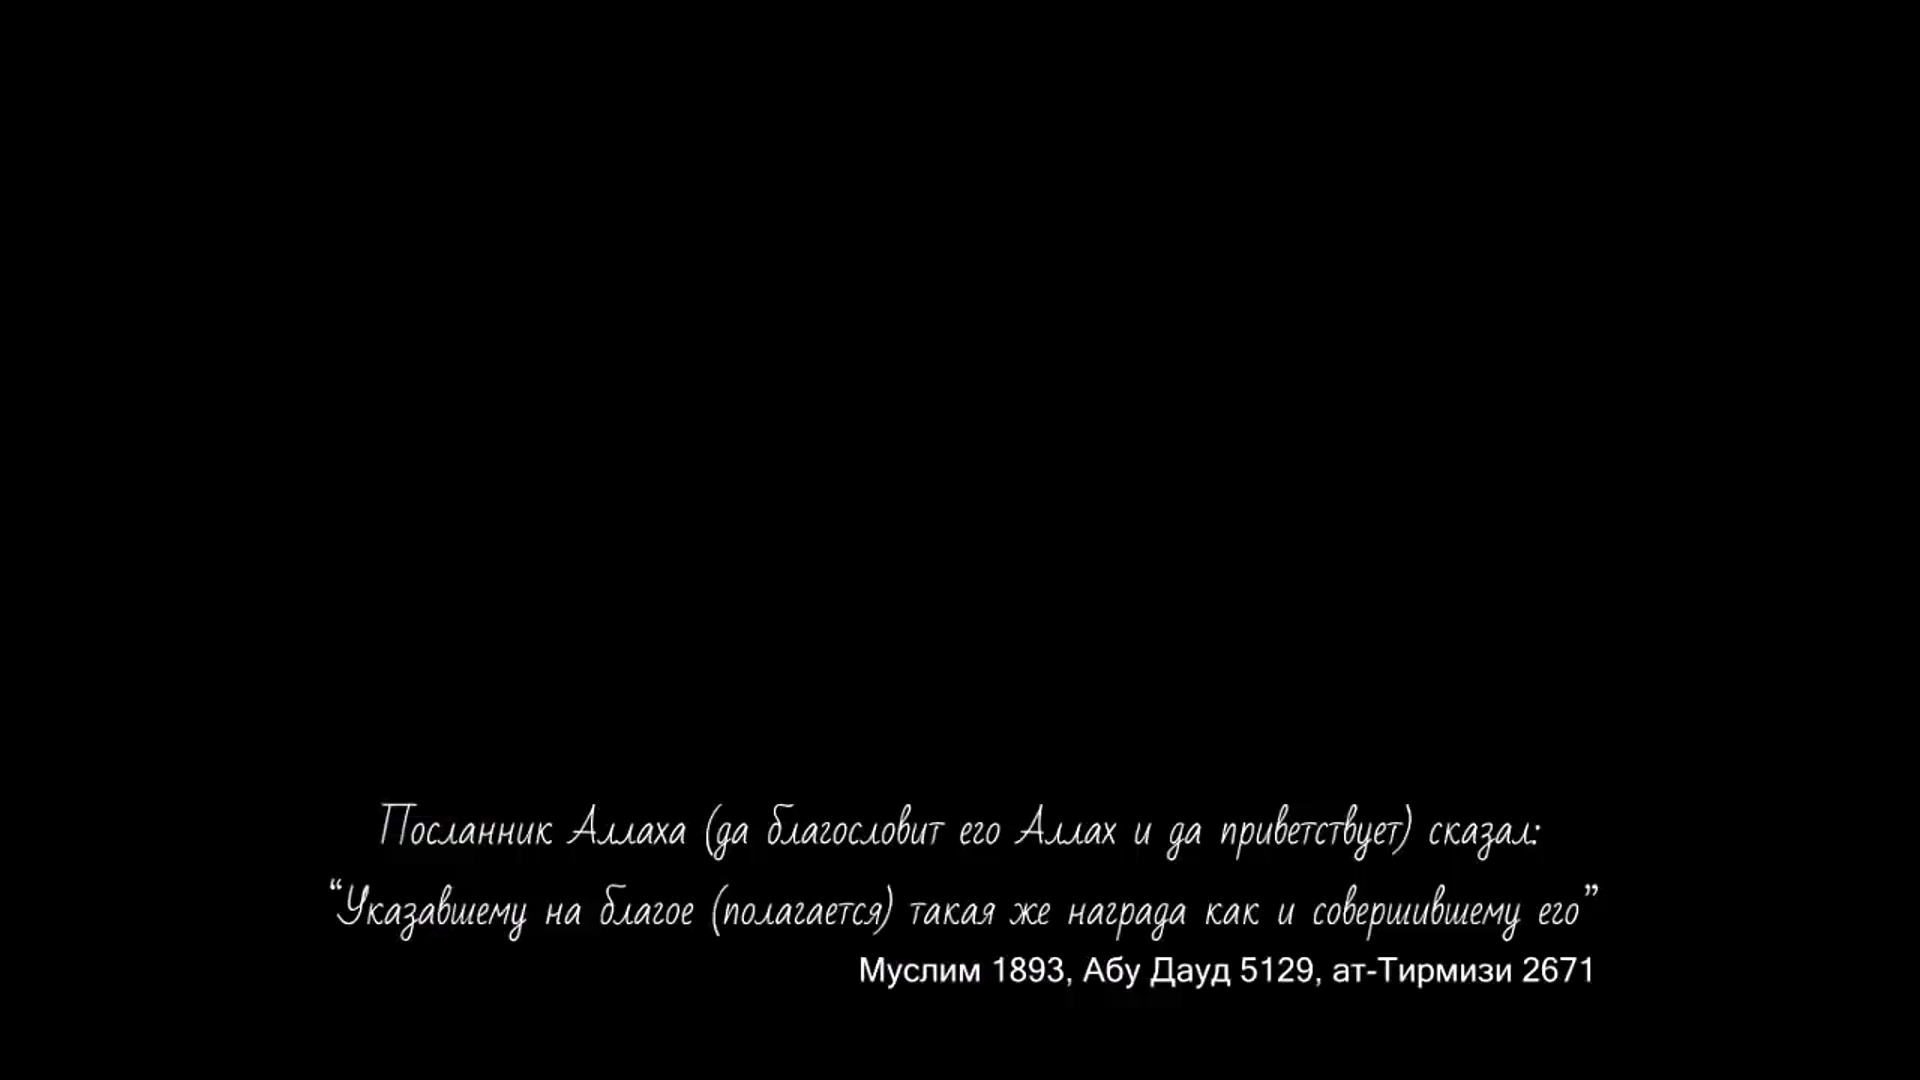 Посланник Аллаха (да благословит его Аллах и да приветствует) сказал:
“Указавшему на благое (полагается) такая же награда как и совершившему его”
Муслим 1893, Абу Дауд 5129, ат-Тирмизи 2671